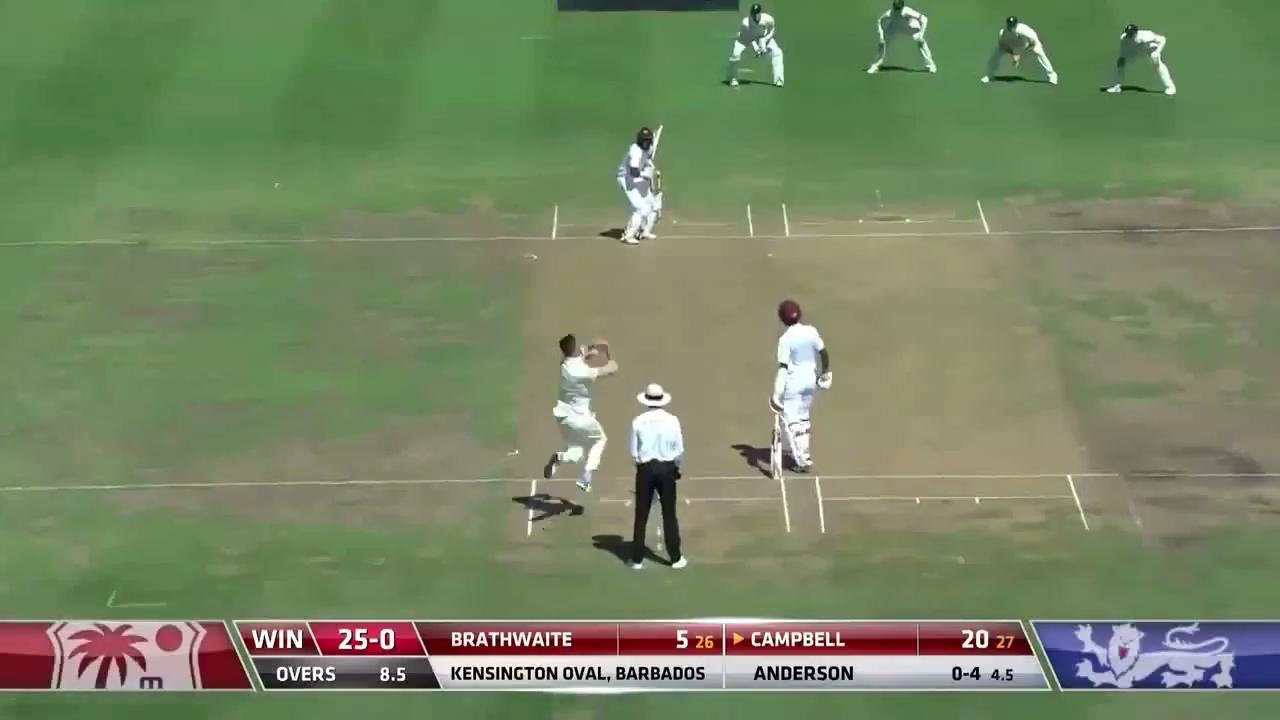 WIN 25-0 BRATHWAITE 5 26 CAMPBELL 20 27
OVERS 8.5 KENSINGTON OVAL, BARBADOS ANDERSON 0-4 4.5